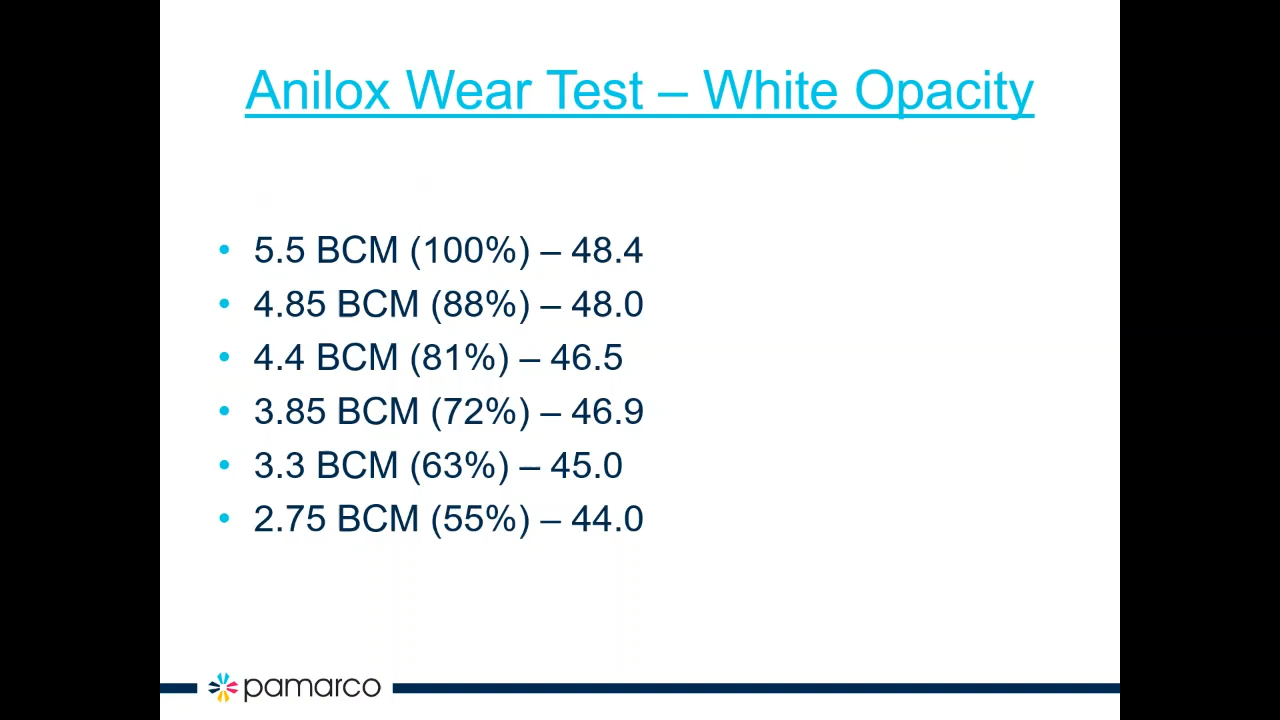 Anilox Wear Test – White Opacity
• 5.5 BCM (100%) – 48.4
• 4.85 BCM (88%) – 48.0
• 4.4 BCM (81%) – 46.5
• 3.85 BCM (72%) – 46.9
• 3.3 BCM (63%) – 45.0
• 2.75 BCM (55%) – 44.0
pamarco